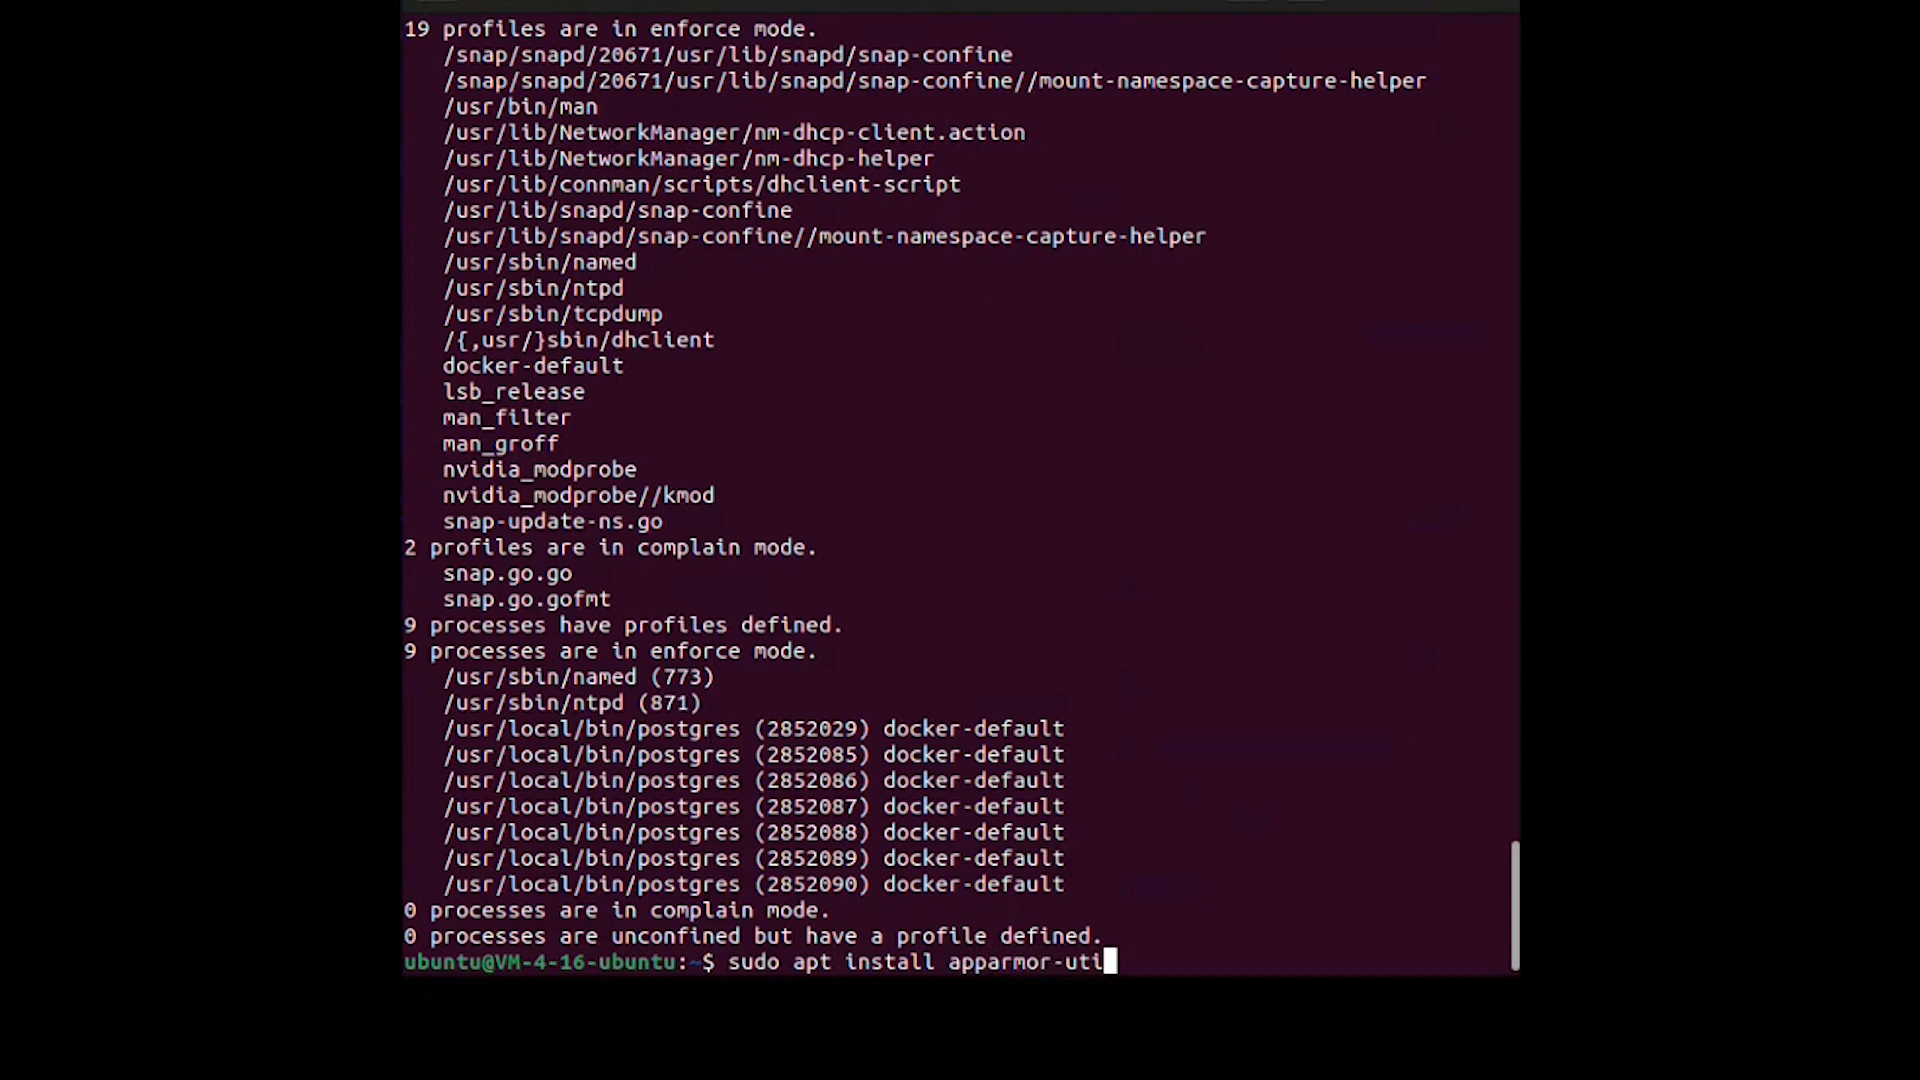 19 profiles are in enforce mode.
/snap/snapd/20671/usr/lib/snapd/snap-confine
/snap/snapd/20671/usr/lib/snapd/snap-confine//mount-namespace-capture-helper
/usr/bin/man
/usr/lib/NetworkManager/nm-dhcp-client.action
/usr/lib/NetworkManager/nm-dhcp-helper
/usr/lib/connman/scripts/dhclient-script
/usr/lib/snapd/snap-confine
/usr/lib/snapd/snap-confine//mount-namespace-capture-helper
/usr/sbin/named
/usr/sbin/ntpd
/usr/sbin/tcpdump
/{,usr/}sbin/dhclient
docker-default
lsb_release
man_filter
man_groff
nvidia_modprobe
nvidia_modprobe//kmod
snap-update-ns.go
2 profiles are in complain mode.
snap.go.go
snap.go.gofmt
9 processes have profiles defined.
9 processes are in enforce mode.
/usr/sbin/named (773)
/usr/sbin/ntpd (871)
/usr/local/bin/postgres (2852029) docker-default
/usr/local/bin/postgres (2852085) docker-default
/usr/local/bin/postgres (2852086) docker-default
/usr/local/bin/postgres (2852087) docker-default
/usr/local/bin/postgres (2852088) docker-default
/usr/local/bin/postgres (2852089) docker-default
/usr/local/bin/postgres (2852090) docker-default
0 processes are in complain mode.
0 processes are unconfined but have a profile defined.
ubuntu@VM-4-16-ubuntu:~$ sudo apt install apparmor-uti